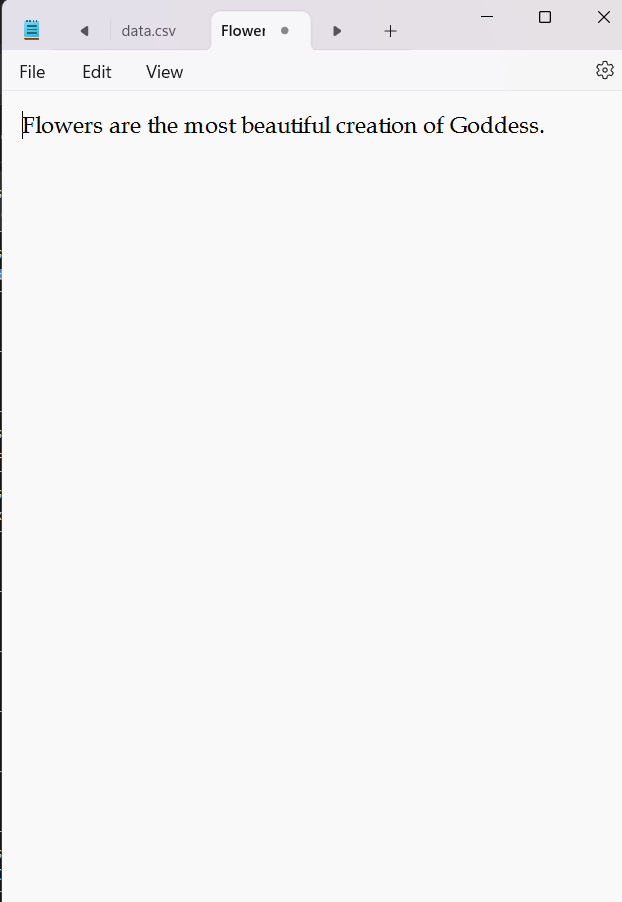 data.csv
Flower
File Edit View
Flowers are the most beautiful creation of Goddess.